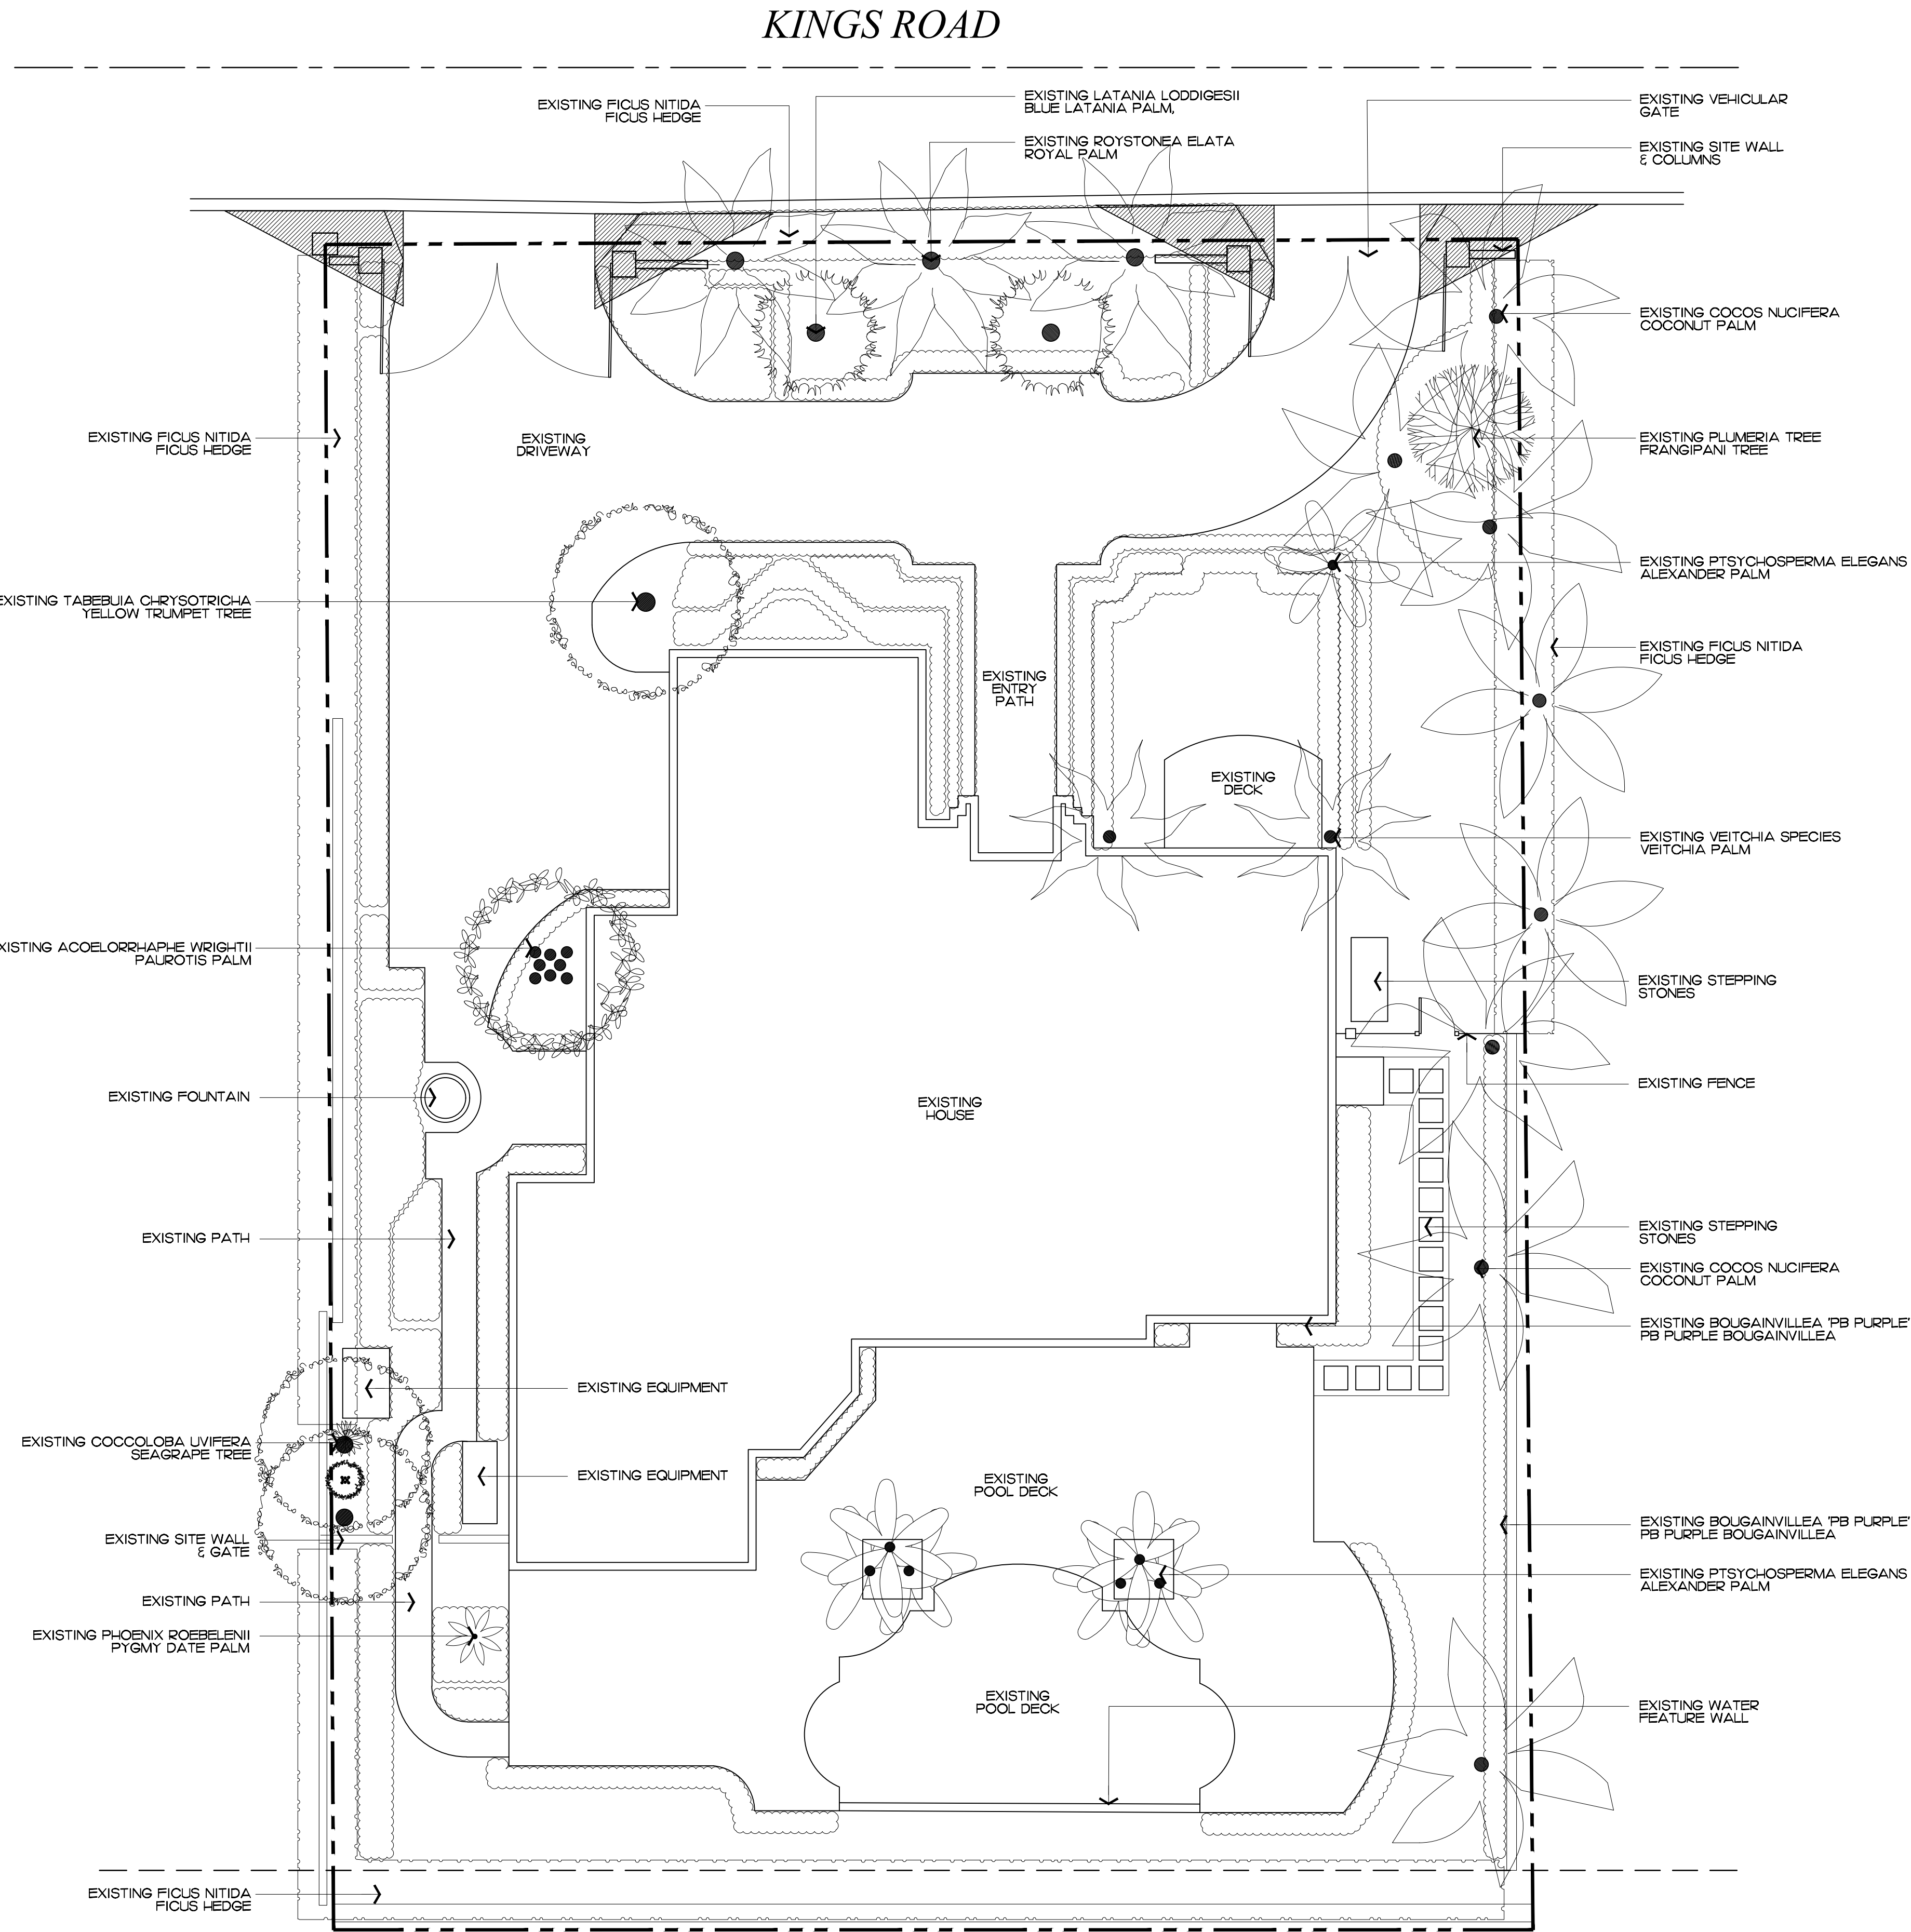 KINGS ROAD
EXISTING FICUS NITIDA
FICUS HEDGE
EXISTING LATANIA LODDIGESII
BLUE LATANIA PALM,
EXISTING ROYSTONEA ELATA
ROYAL PALM
EXISTING VEHICULAR
GATE
EXISTING SITE WALL
& COLUMNS
EXISTING COCOS NUCIFERA
COCONUT PALM
EXISTING FICUS NITIDA
FICUS HEDGE
EXISTING
DRIVEWAY
EXISTING PLUMERIA TREE
FRANGIPANI TREE
EXISTING PTSYCHOSPERMA ELEGANS
ALEXANDER PALM
EXISTING TABEBUIA CHRYSOTRICHA
YELLOW TRUMPET TREE
EXISTING FICUS NITIDA
FICUS HEDGE
EXISTING
ENTRY
PATH
EXISTING
DECK
EXISTING VEITCHIA SPECIES
VEITCHIA PALM
XISTING ACOELORRHAPHE WRIGHTII
PAUROTIS PALM
EXISTING STEPPING
STONES
EXISTING FOUNTAIN
EXISTING
HOUSE
EXISTING FENCE
EXISTING PATH
EXISTING STEPPING
STONES
EXISTING COCOS NUCIFERA
COCONUT PALM
EXISTING BOUGAINVILLEA 'PB PURPLE'
PB PURPLE BOUGAINVILLEA
EXISTING EQUIPMENT
EXISTING COCCOLOBA UVIFERA
SEAGRAPE TREE
EXISTING EQUIPMENT
EXISTING
POOL DECK
EXISTING SITE WALL
& GATE
EXISTING BOUGAINVILLEA 'PB PURPLE'
PB PURPLE BOUGAINVILLEA
EXISTING PTSYCHOSPERMA ELEGANS
ALEXANDER PALM
EXISTING PATH
EXISTING PHOENIX ROEBELENII
PYGMY DATE PALM
EXISTING
POOL DECK
EXISTING WATER
FEATURE WALL
EXISTING FICUS NITIDA
FICUS HEDGE